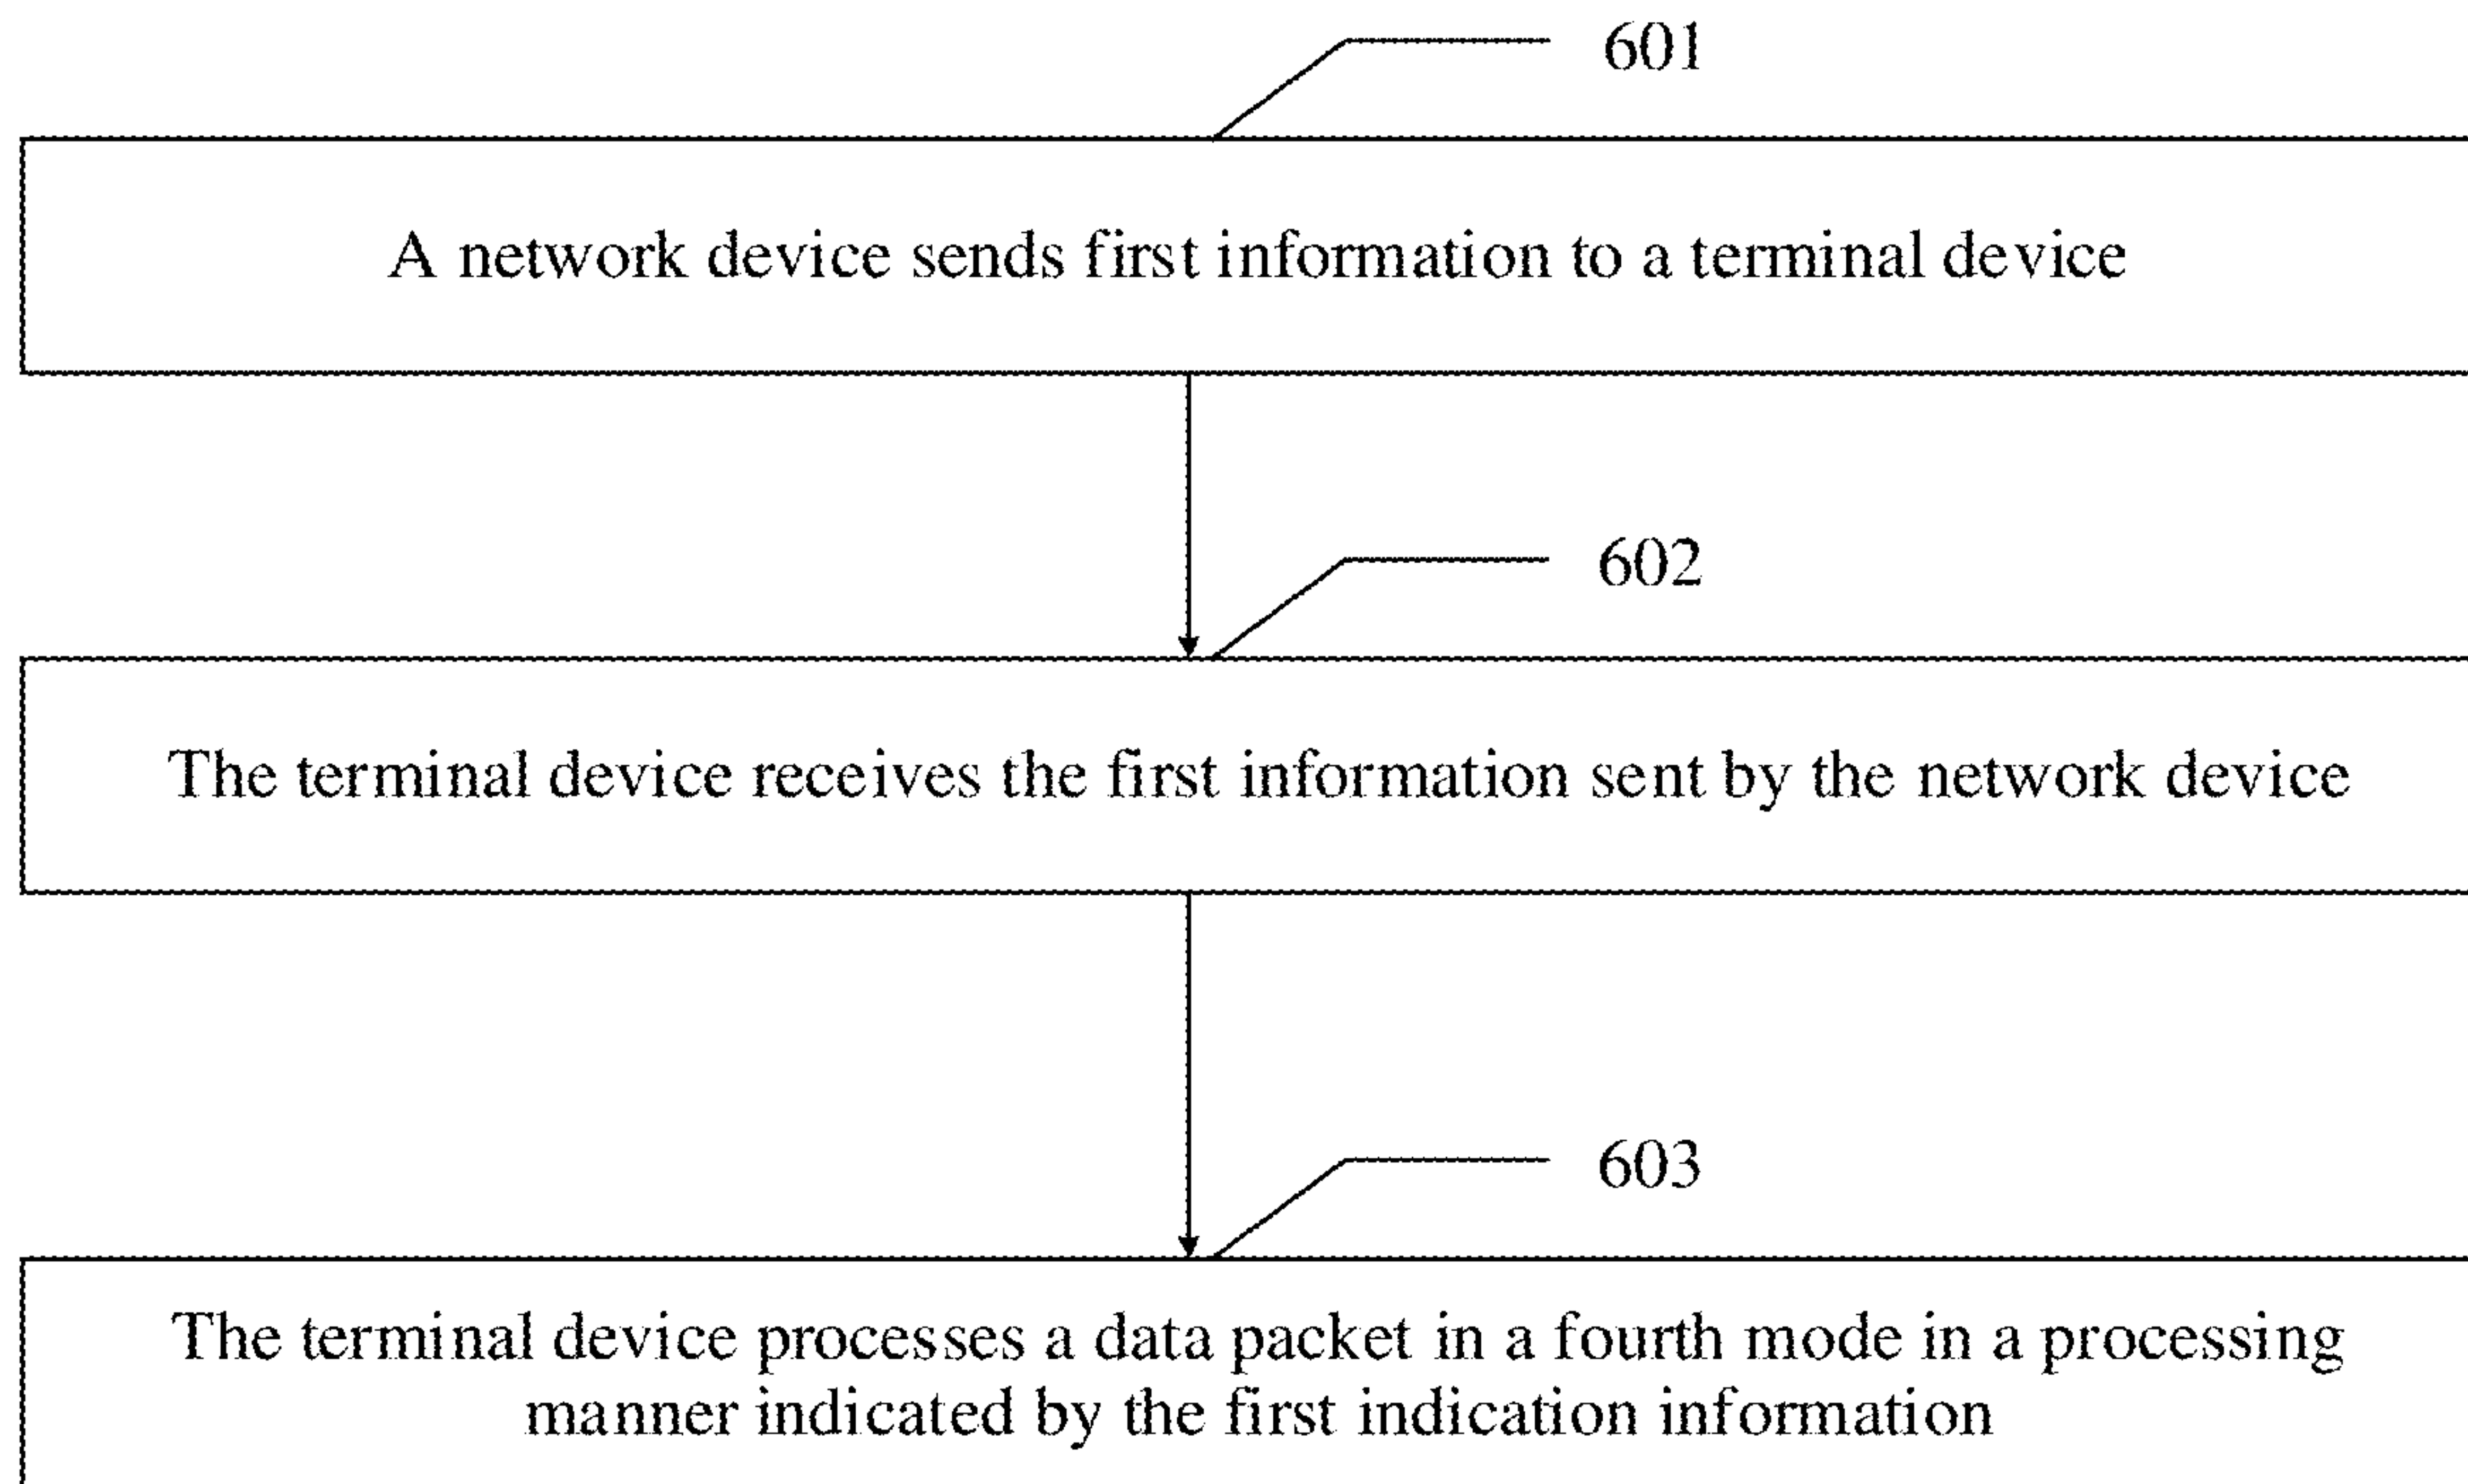 601
A network device sends first information to a terminal device
602
The terminal device receives the first information sent by the network device
603
The terminal device processes a data packet in a fourth mode in a processing
manner indicated by the first indication information